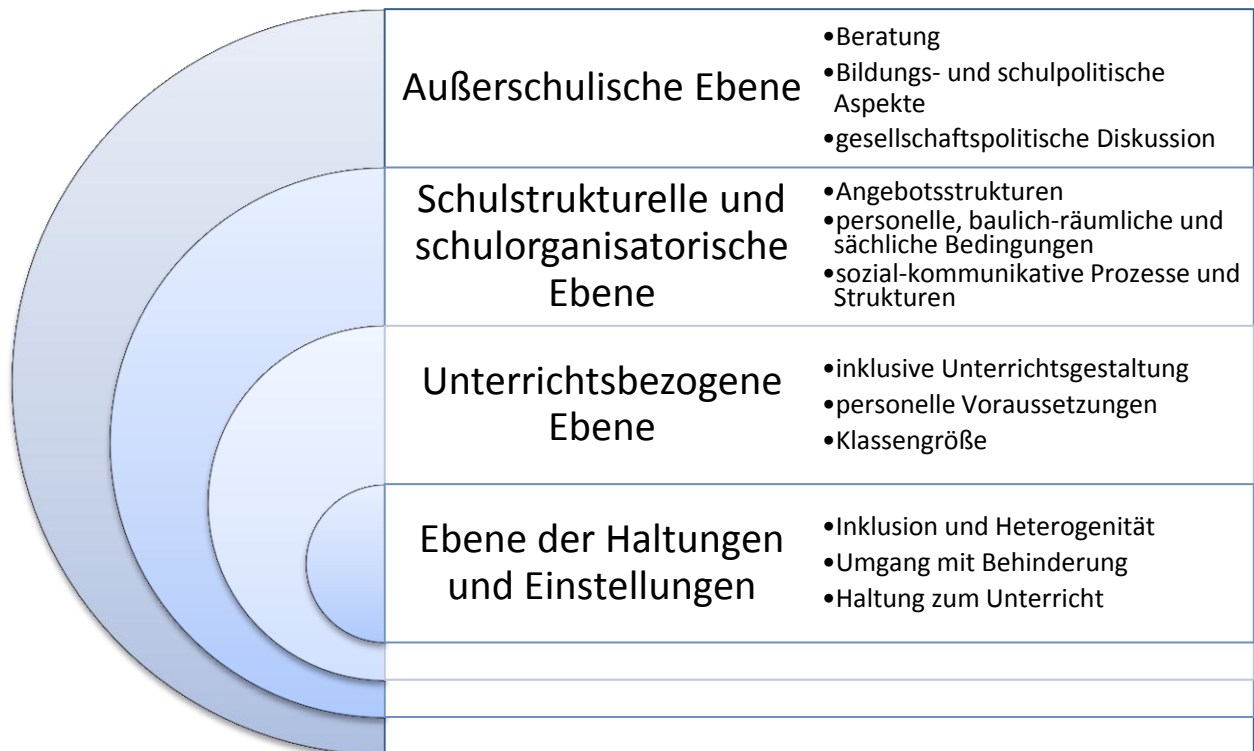 Außerschulische Ebene
•Beratung
•Bildungs- und schulpolitische
Aspekte
•gesellschaftspolitische Diskussion
Schulstrukturelle und
schulorganisatorische
Ebene
•Angebotsstrukturen
•personelle, baulich-räumliche und
sächliche Bedingungen
•sozial-kommunikative Prozesse und
Strukturen
Unterrichtsbezogene
Ebene
•inklusive Unterrichtsgestaltung
•personelle Voraussetzungen
•Klassengröße
Ebene der Haltungen
und Einstellungen
•Inklusion und Heterogenität
•Umgang mit Behinderung
•Haltung zum Unterricht